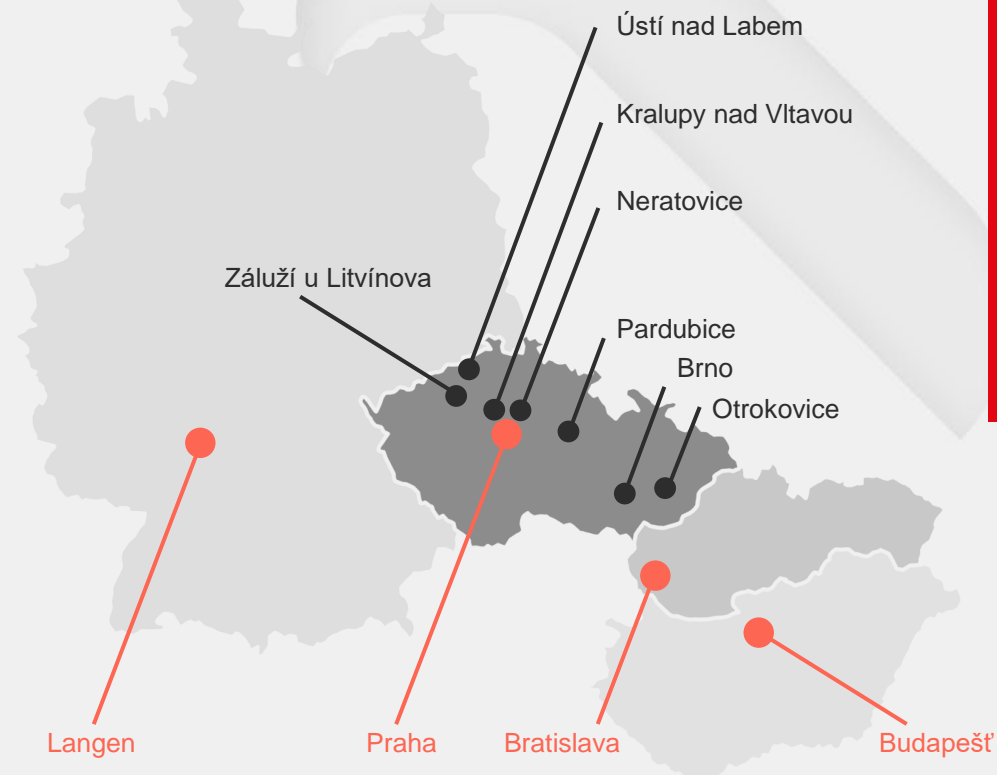 Ústí nad Labem
Kralupy nad Vltavou
Neratovice
Záluží u Litvínova
Pardubice
Brno
Otrokovice
Langen
Praha
Bratislava
Budapešť